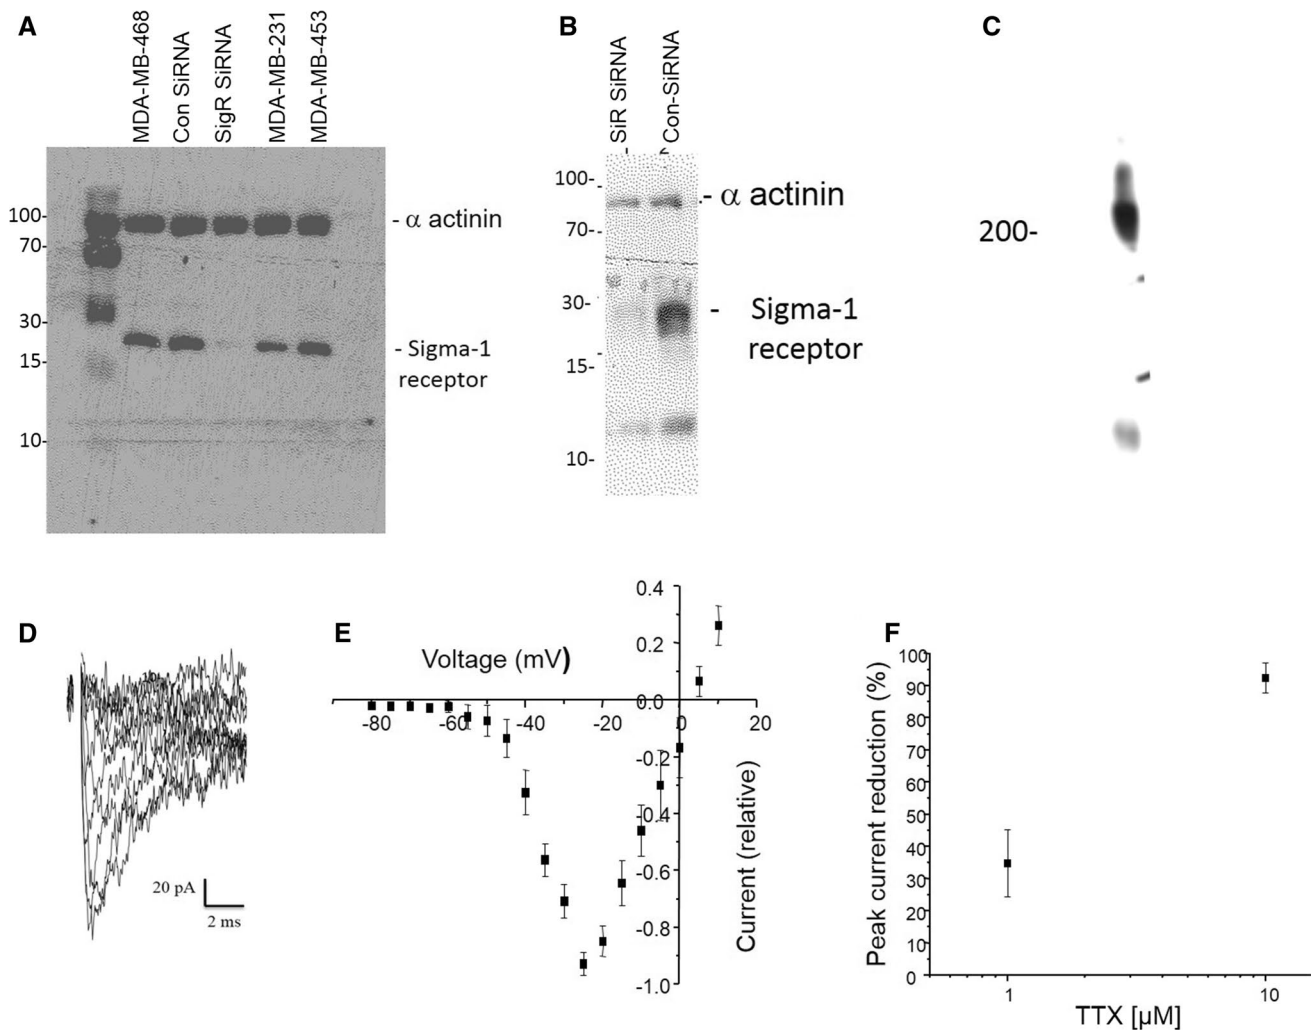 A
MDA-MB-468
Con SiRNA
SigR SiRNA
MDA-MB-231
MDA-MB-453
100-
70-
30-
15-
10-
- α actinin
- Sigma-1
receptor
B
SiR SiRNA
Con-SiRNA
100-
70-
30-
15-
10-
- α actinin
- Sigma-1
receptor
C
200-
D
20 pA
2 ms
E
Voltage (mV)
-80
-60
-40
-20
0
20
0.4
0.2
0.0
-0.2
-0.4
-0.6
-0.8
-1.0
Current (relative)
F
Peak current reduction (%)
100
90
80
70
60
50
40
30
20
10
0
1
10
TTX [µM]